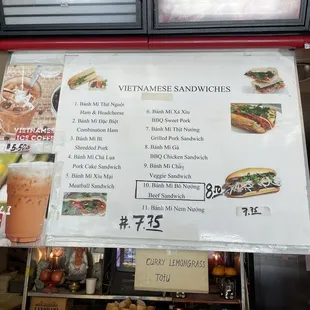 VIETNAMESE SANDWICHES
1. Bánh Mì Thịt Nguội
Ham & Headcheese
2. Bánh Mì Đặc Biệt
Combination Ham
3. Bánh Mì Bì
Shredded Pork
4. Bánh Mì Chả Lụa
Pork Cake Sandwich
5. Bánh Mì Xíu Mại
Meatball Sandwich
6. Bánh Mì Xá Xíu
BBQ Sweet Pork
7. Bánh Mì Thịt Nướng
Grilled Pork Sandwich
8. Bánh Mì Gà
BBQ Chicken Sandwich
9. Bánh Mì Chay
Veggie Sandwich
10. Bánh Mì Bò Nướng 8.10
Beef Sandwich
11. Bánh Mì Nem Nướng 7.75
#. 7.75
VIETNAMESE
ICE COFFEE
CURRY LEMONGRASS
TOFU